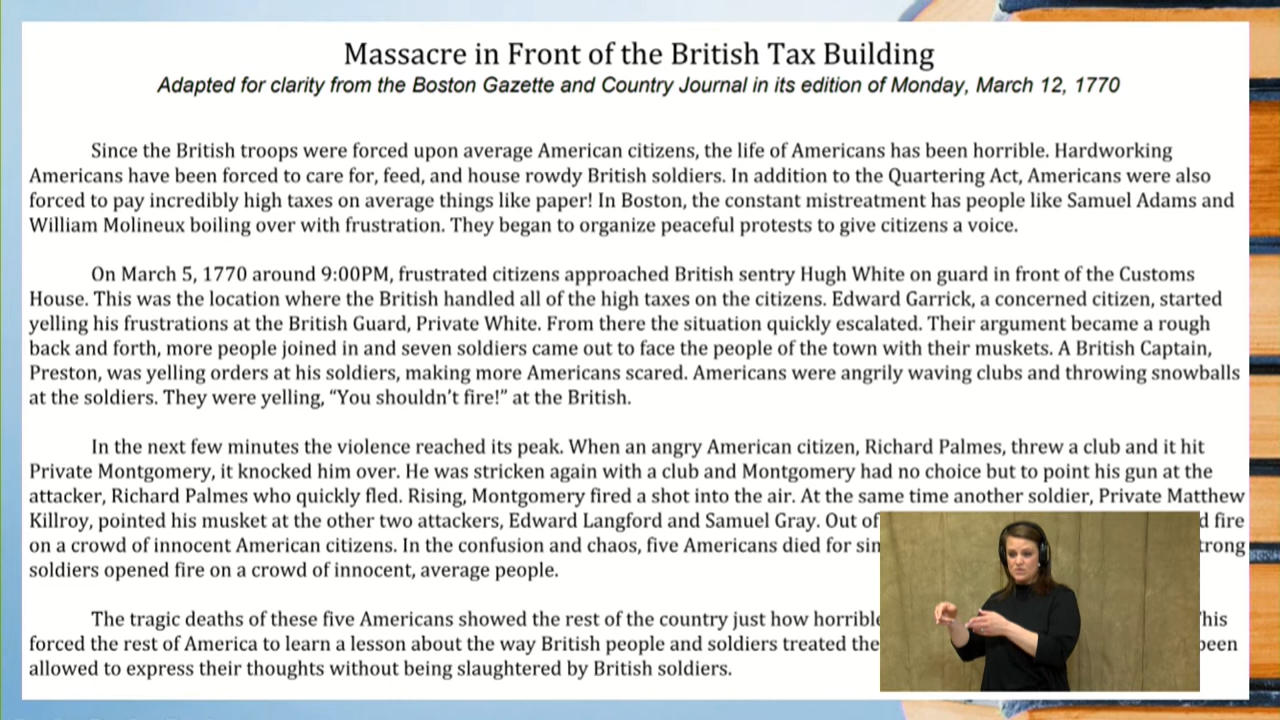 Massacre in Front of the British Tax Building
Adapted for clarity from the Boston Gazette and Country Journal in its edition of Monday, March 12, 1770
Since the British troops were forced upon average American citizens, the life of Americans has been horrible. Hardworking
Americans have been forced to care for, feed, and house rowdy British soldiers. In addition to the Quartering Act, Americans were also
forced to pay incredibly high taxes on average things like paper! In Boston, the constant mistreatment has people like Samuel Adams and
William Molineux boiling over with frustration. They began to organize peaceful protests to give citizens a voice.
On March 5, 1770 around 9:00PM, frustrated citizens approached British sentry Hugh White on guard in front of the Customs
House. This was the location where the British handled all of the high taxes on the citizens. Edward Garrick, a concerned citizen, started
yelling his frustrations at the British Guard, Private White. From there the situation quickly escalated. Their argument became a rough
back and forth, more people joined in and seven soldiers came out to face the people of the town with their muskets. A British Captain,
Preston, was yelling orders at his soldiers, making more Americans scared. Americans were angrily waving clubs and throwing snowballs
at the soldiers. They were yelling, “You shouldn’t fire!” at the British.
In the next few minutes the violence reached its peak. When an angry American citizen, Richard Palmes, threw a club and it hit
Private Montgomery, it knocked him over. He was stricken again with a club and Montgomery had no choice but to point his gun at the
attacker, Richard Palmes who quickly fled. Rising, Montgomery fired a shot into the air. At the same time another soldier, Private Matthew
Killroy, pointed his musket at the other two attackers, Edward Langford and Samuel Gray. Out of fire
on a crowd of innocent American citizens. In the confusion and chaos, five Americans died for
soldiers opened fire on a crowd of innocent, average people.
The tragic deaths of these five Americans showed the rest of the country just how horrible
forced the rest of America to learn a lesson about the way British people and soldiers treated been
allowed to express their thoughts without being slaughtered by British soldiers.